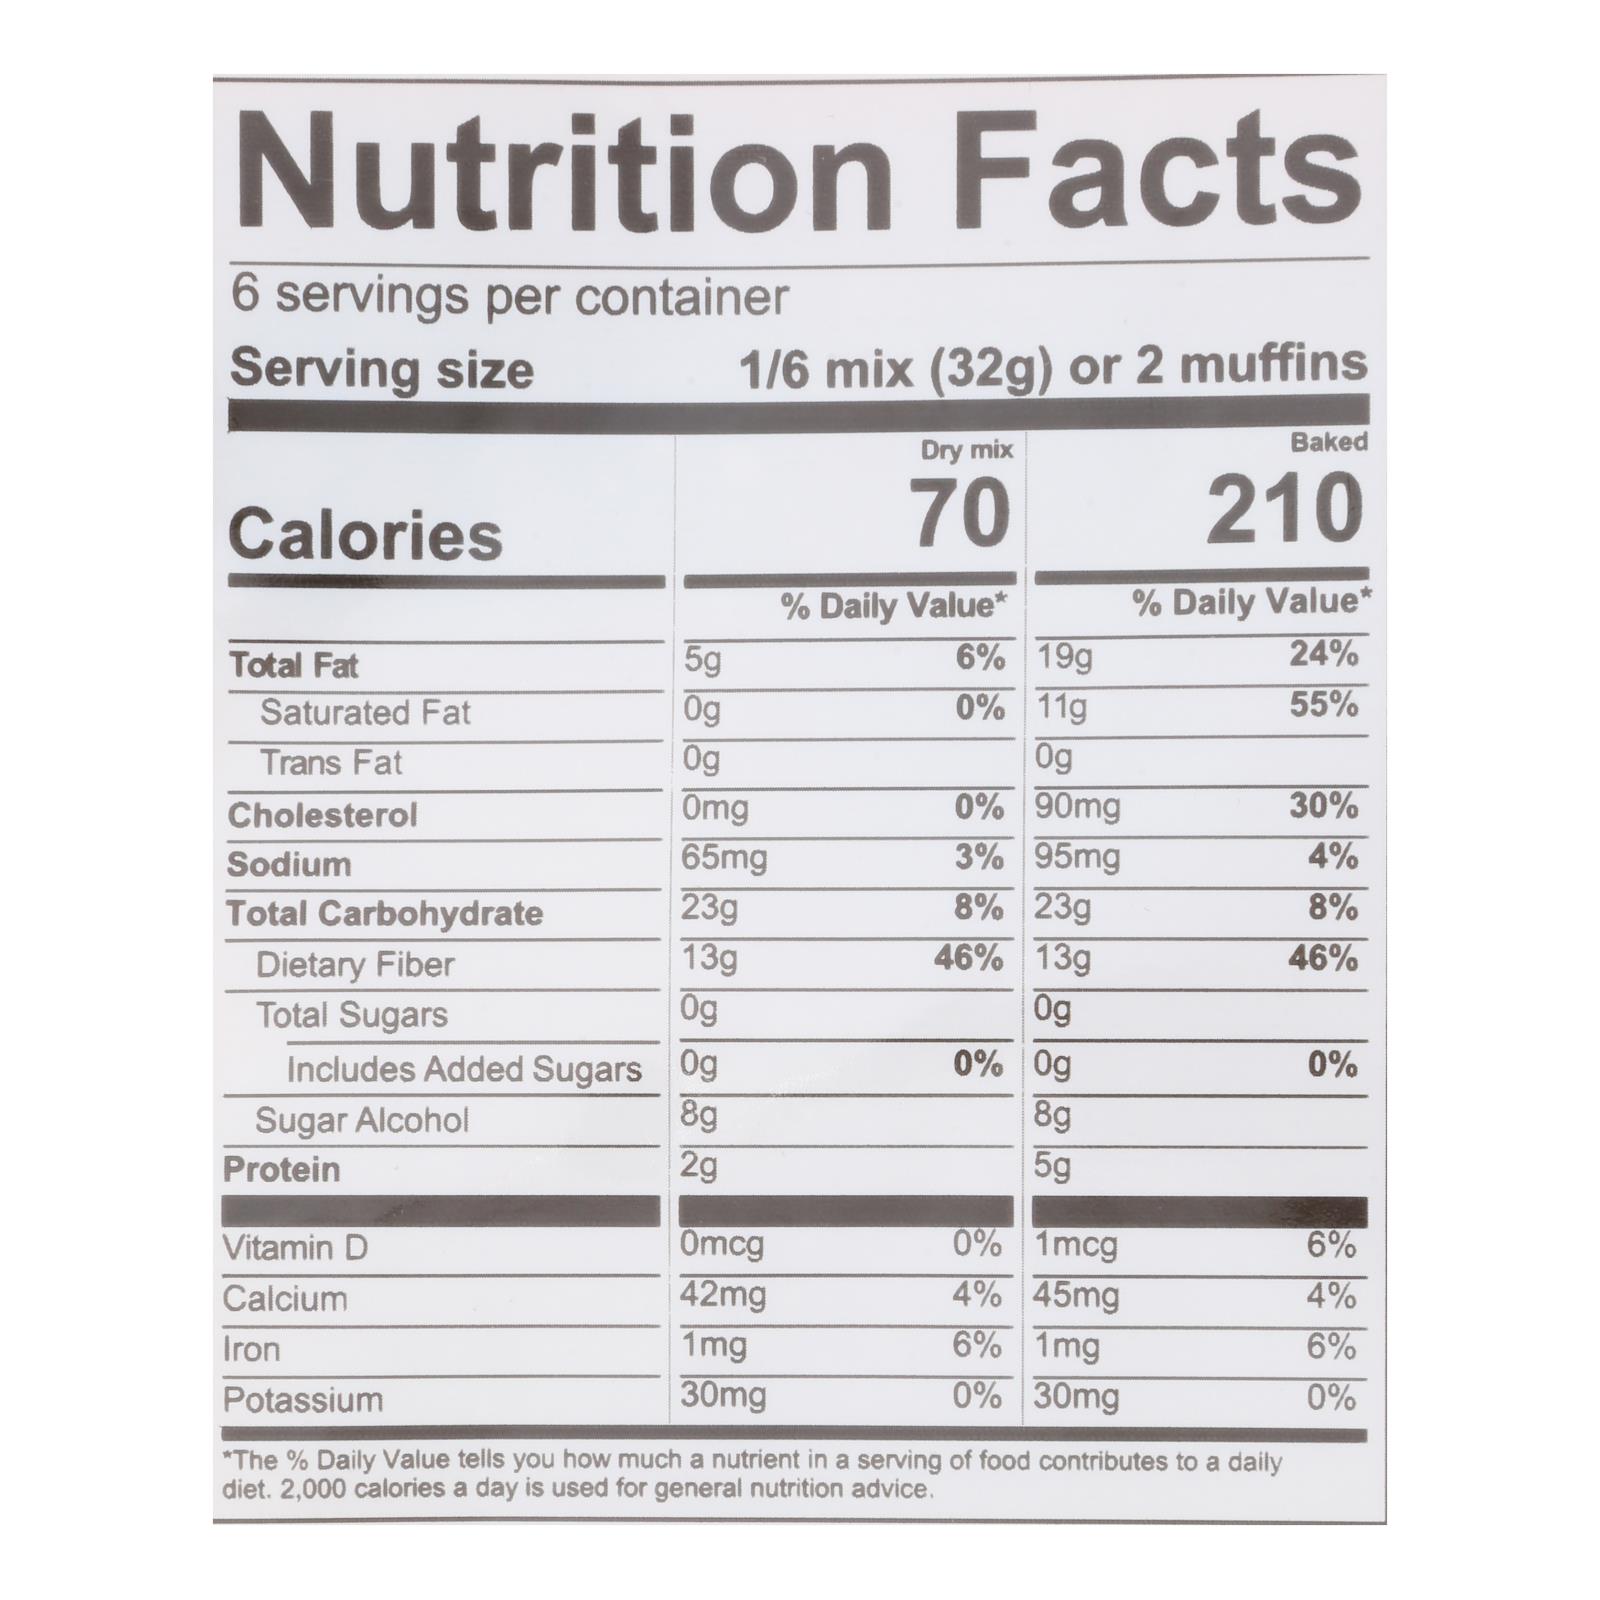 Nutrition Facts
6 servings per container
Serving size 1/6 mix (32g) or 2 muffins
Dry mix Baked
Calories 70 210
% Daily Value* % Daily Value*
Total Fat 5g 6% 19g 24%
Saturated Fat 0g 0% 11g 55%
Trans Fat 0g 0g
Cholesterol 0mg 0% 90mg 30%
Sodium 65mg 3% 95mg 4%
Total Carbohydrate 23g 8% 23g 8%
Dietary Fiber 13g 46% 13g 46%
Total Sugars 0g 0g
Includes Added Sugars 0g 0% 0g 0%
Sugar Alcohol 8g 8g
Protein 2g 5g
Vitamin D 0mcg 0% 1mcg 6%
Calcium 42mg 4% 45mg 4%
Iron 1mg 6% 1mg 6%
Potassium 30mg 0% 30mg 0%
*The % Daily Value tells you how much a nutrient in a serving of food contributes to a daily
diet. 2,000 calories a day is used for general nutrition advice.